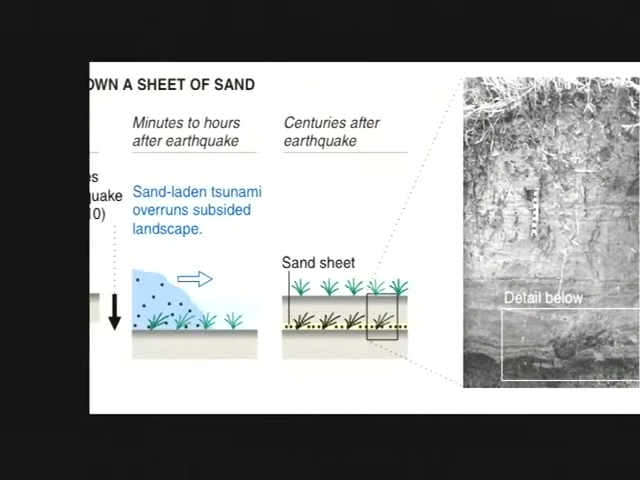 OWN A SHEET OF SAND
Minutes to hours
after earthquake
Centuries after
earthquake
Sand-laden tsunami
overruns subsided
landscape.
Sand sheet
Detail below